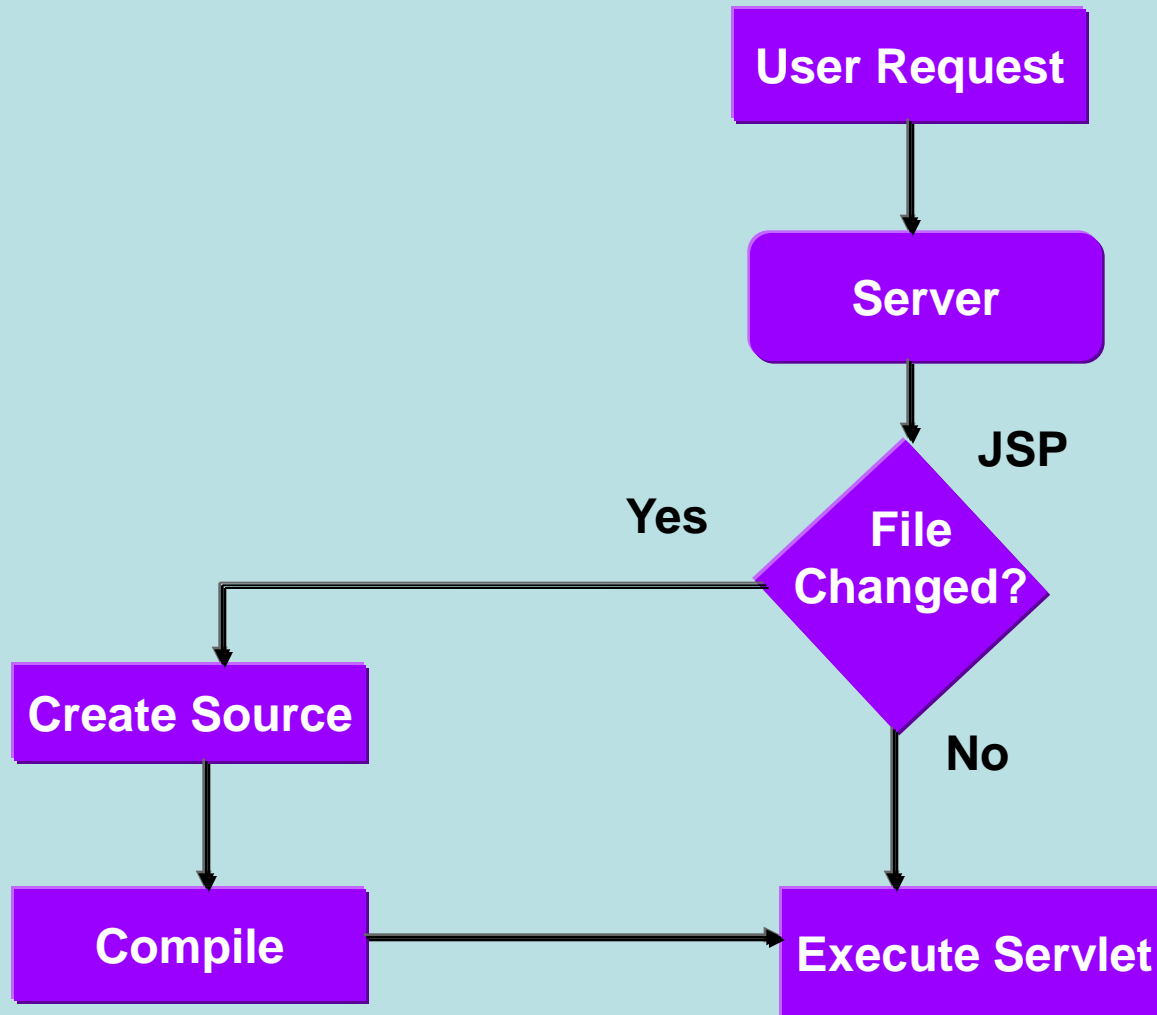 User Request
Server
JSP
Yes
File
Changed?
Create Source
No
Compile
Execute Servlet